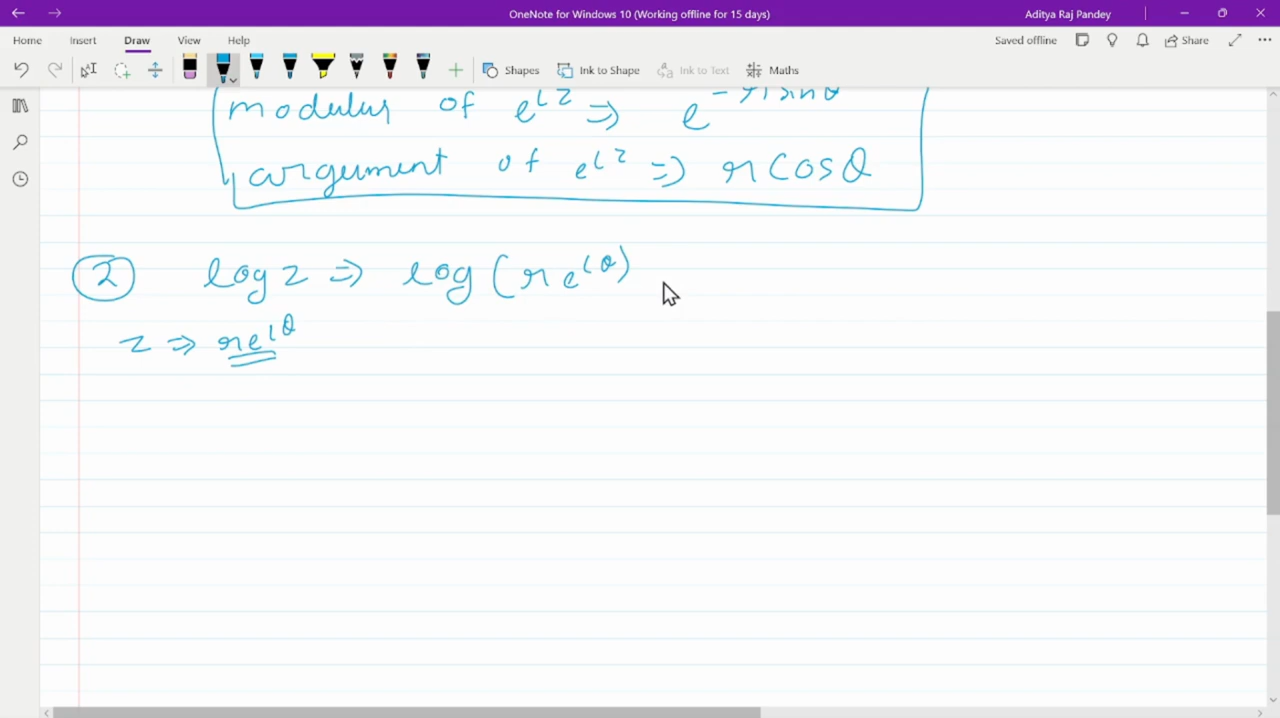 OneNote for Windows 10 (Working offline for 15 days)
Aditya Raj Pandey
Home Insert Draw View Help
Saved offline Share
Shapes Ink to Shape Ink to Text Maths
modulus of e^{iz} ⇒ e^{-r sinθ}
argument of e^{iz} ⇒ r cosθ
② log z ⇒ log (re^{iθ})
z ⇒ re^{iθ}